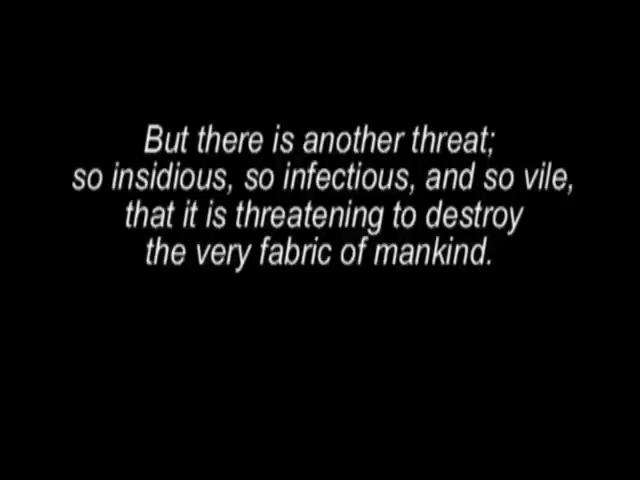 But there is another threat;
so insidious, so infectious, and so vile,
that it is threatening to destroy
the very fabric of mankind.